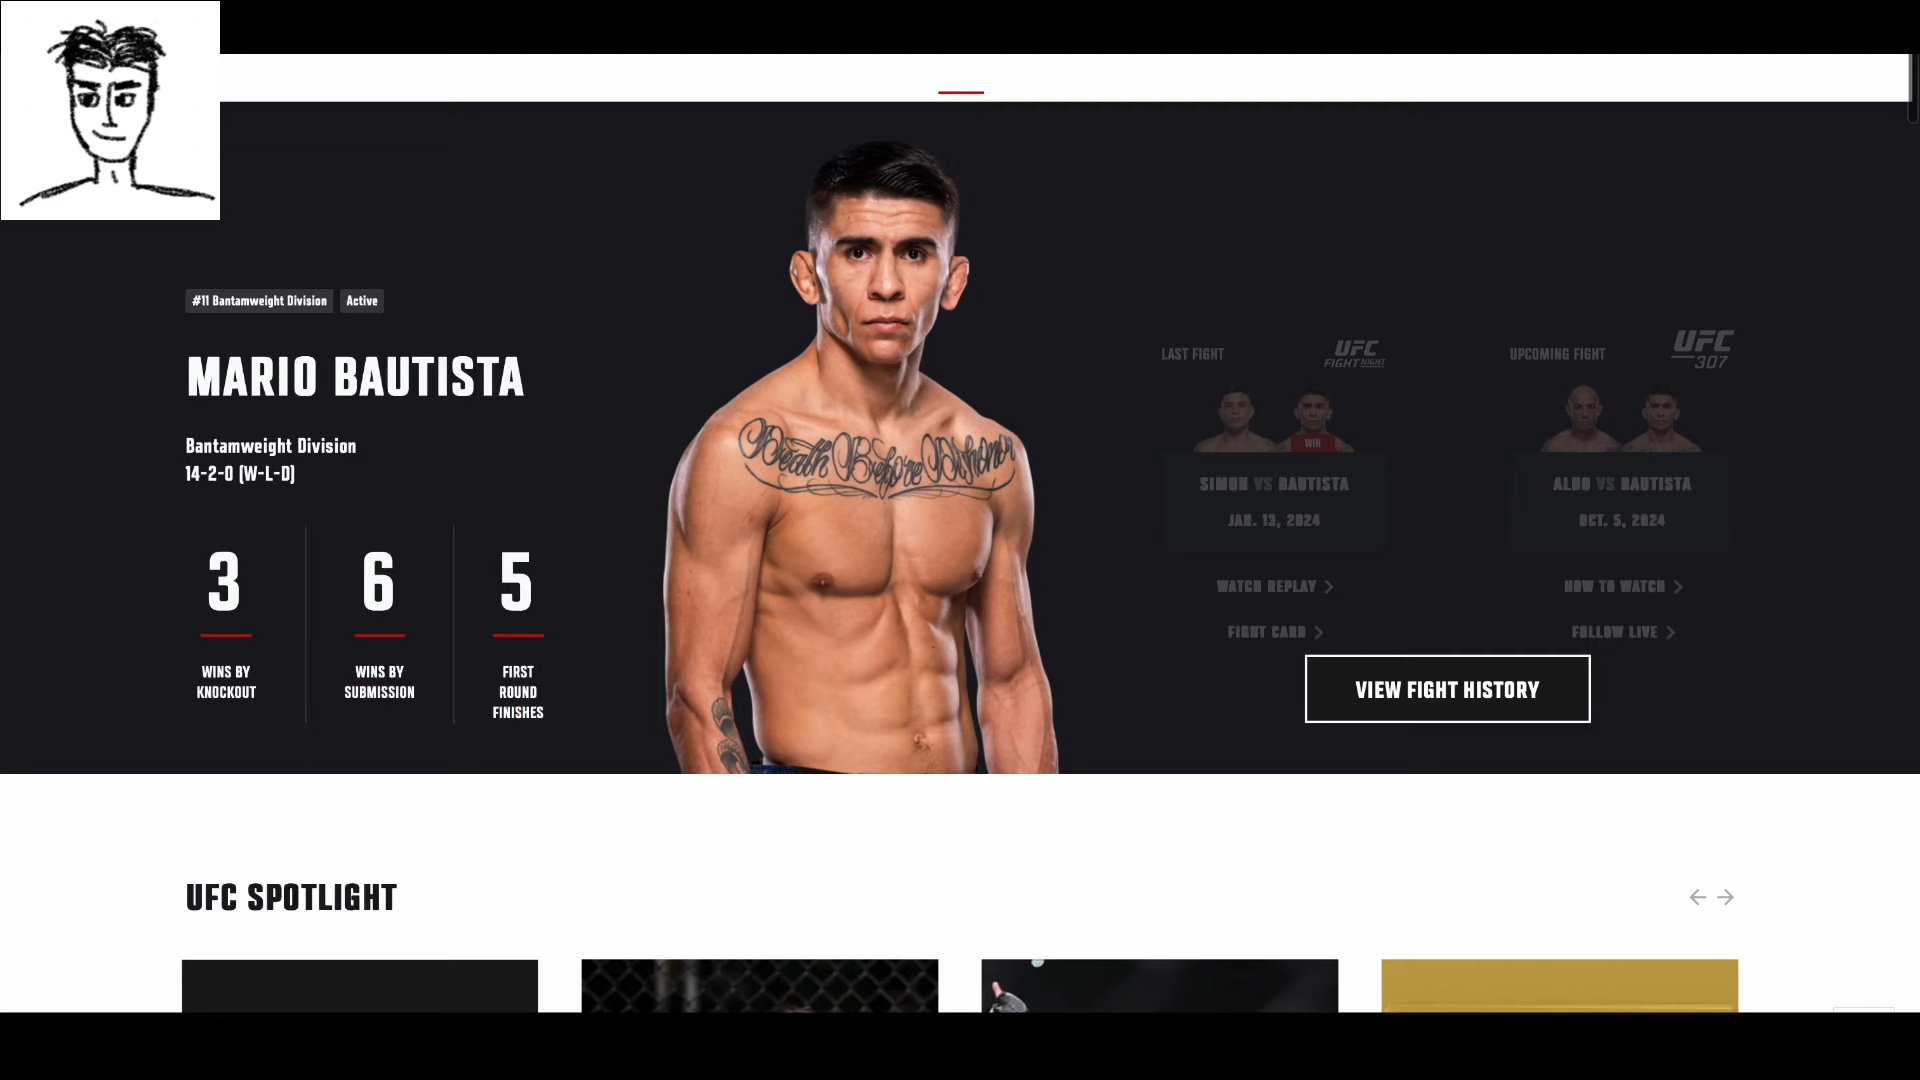 #11 Bantamweight Division
Active
MARIO BAUTISTA
Bantamweight Division
14-2-0 (W-L-D)
3
WINS BY
KNOCKOUT
6
WINS BY
SUBMISSION
5
FIRST
ROUND
FINISHES
Death Before Dishonor
LAST FIGHT
UFC
FIGHT NIGHT
WIN
SIMON VS BAUTISTA
JAN. 13, 2024
WATCH REPLAY
FIGHT CARD
UPCOMING FIGHT
UFC
307
ALDO VS BAUTISTA
OCT. 5, 2024
HOW TO WATCH
FOLLOW LIVE
VIEW FIGHT HISTORY
UFC SPOTLIGHT